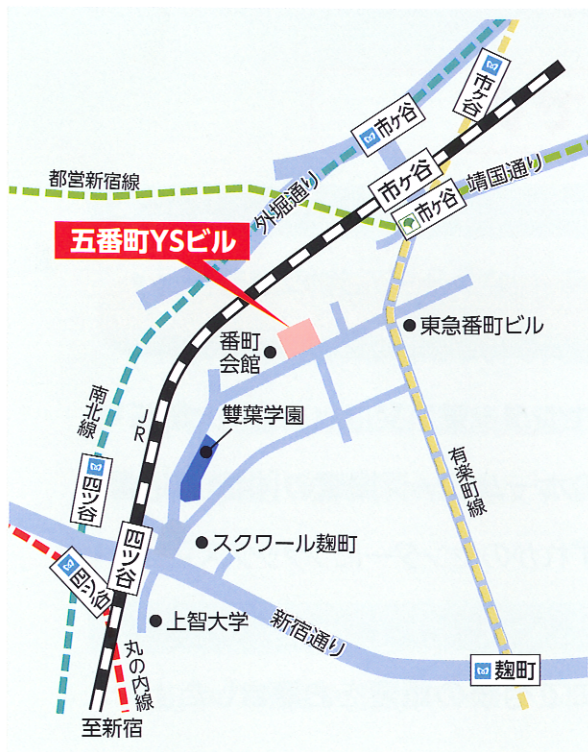 市ヶ谷
市ヶ谷
市ヶ谷
都営新宿線
外堀通り
靖国通り
市ヶ谷
五番町YSビル
番町
会館
東急番町ビル
南北線
JR
雙葉学園
有楽町線
四ツ谷
四ツ谷
スクワール麹町
四ツ谷
上智大学
新宿通り
丸の内線
麹町
至新宿